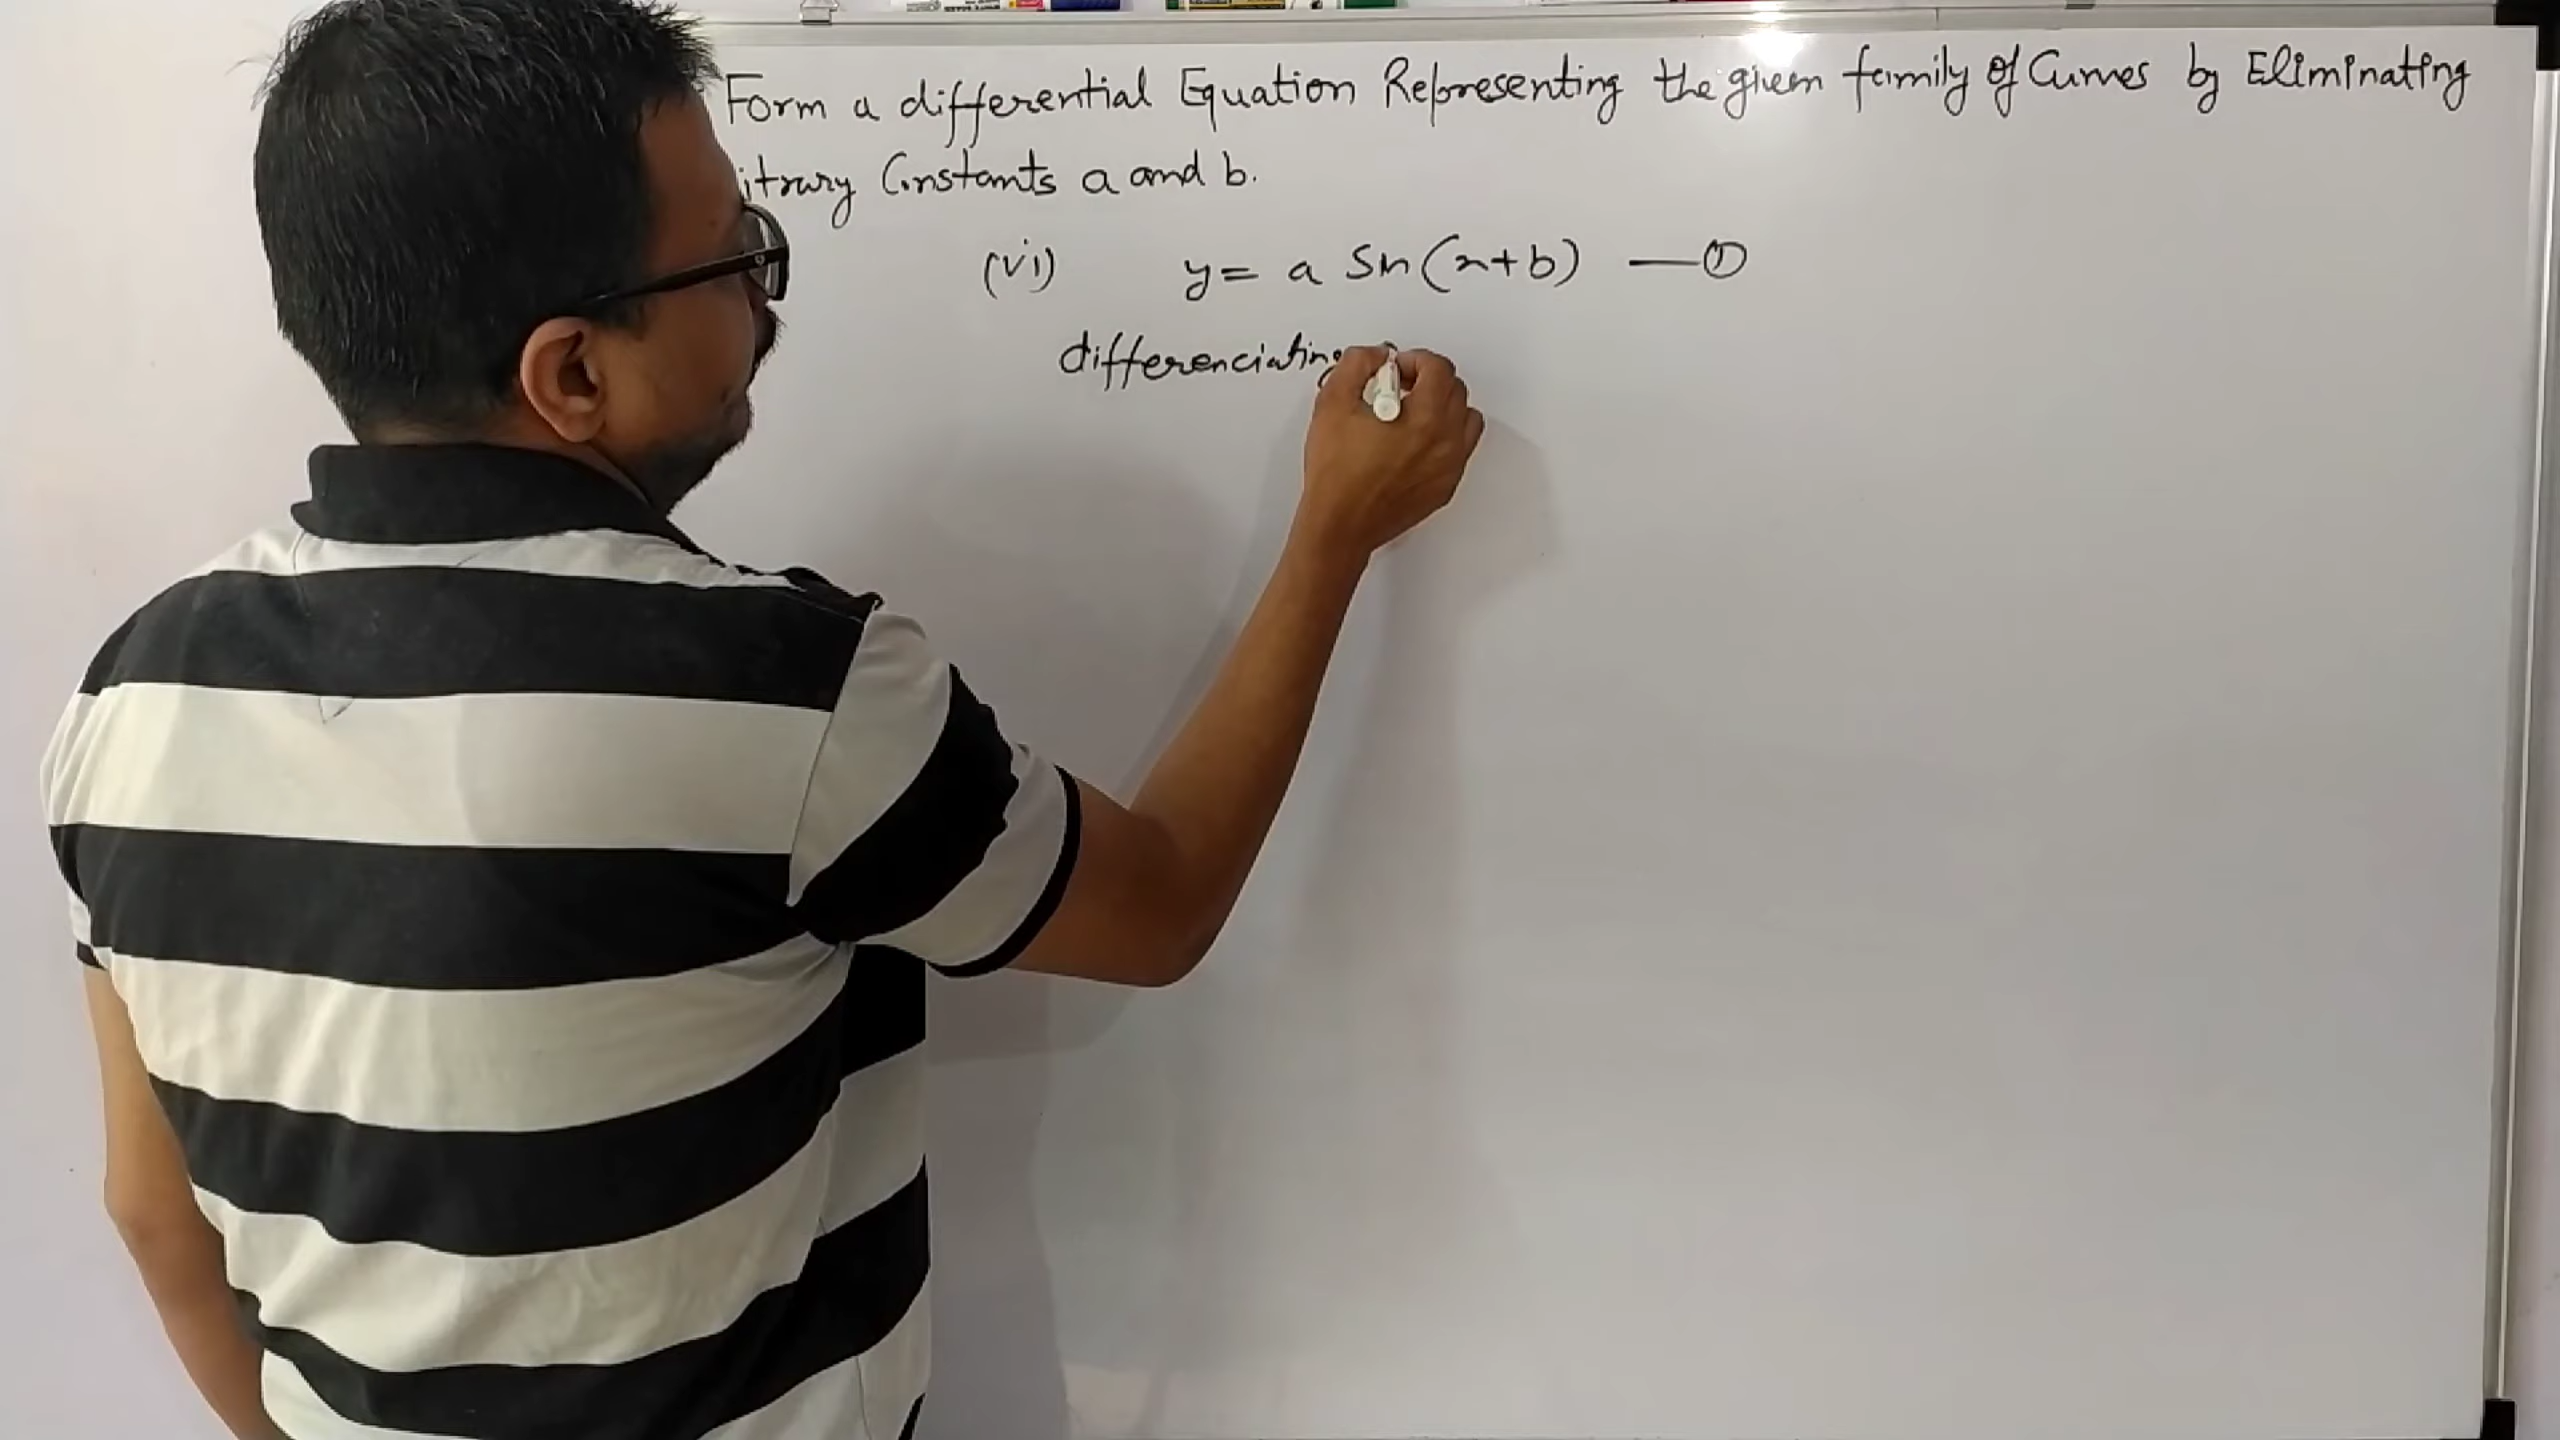 Form a differential Equation Representing the given family of Curves by Eliminating
itrary Constants a and b.
(vi) y = a Sin(x+b) —①
differenciating